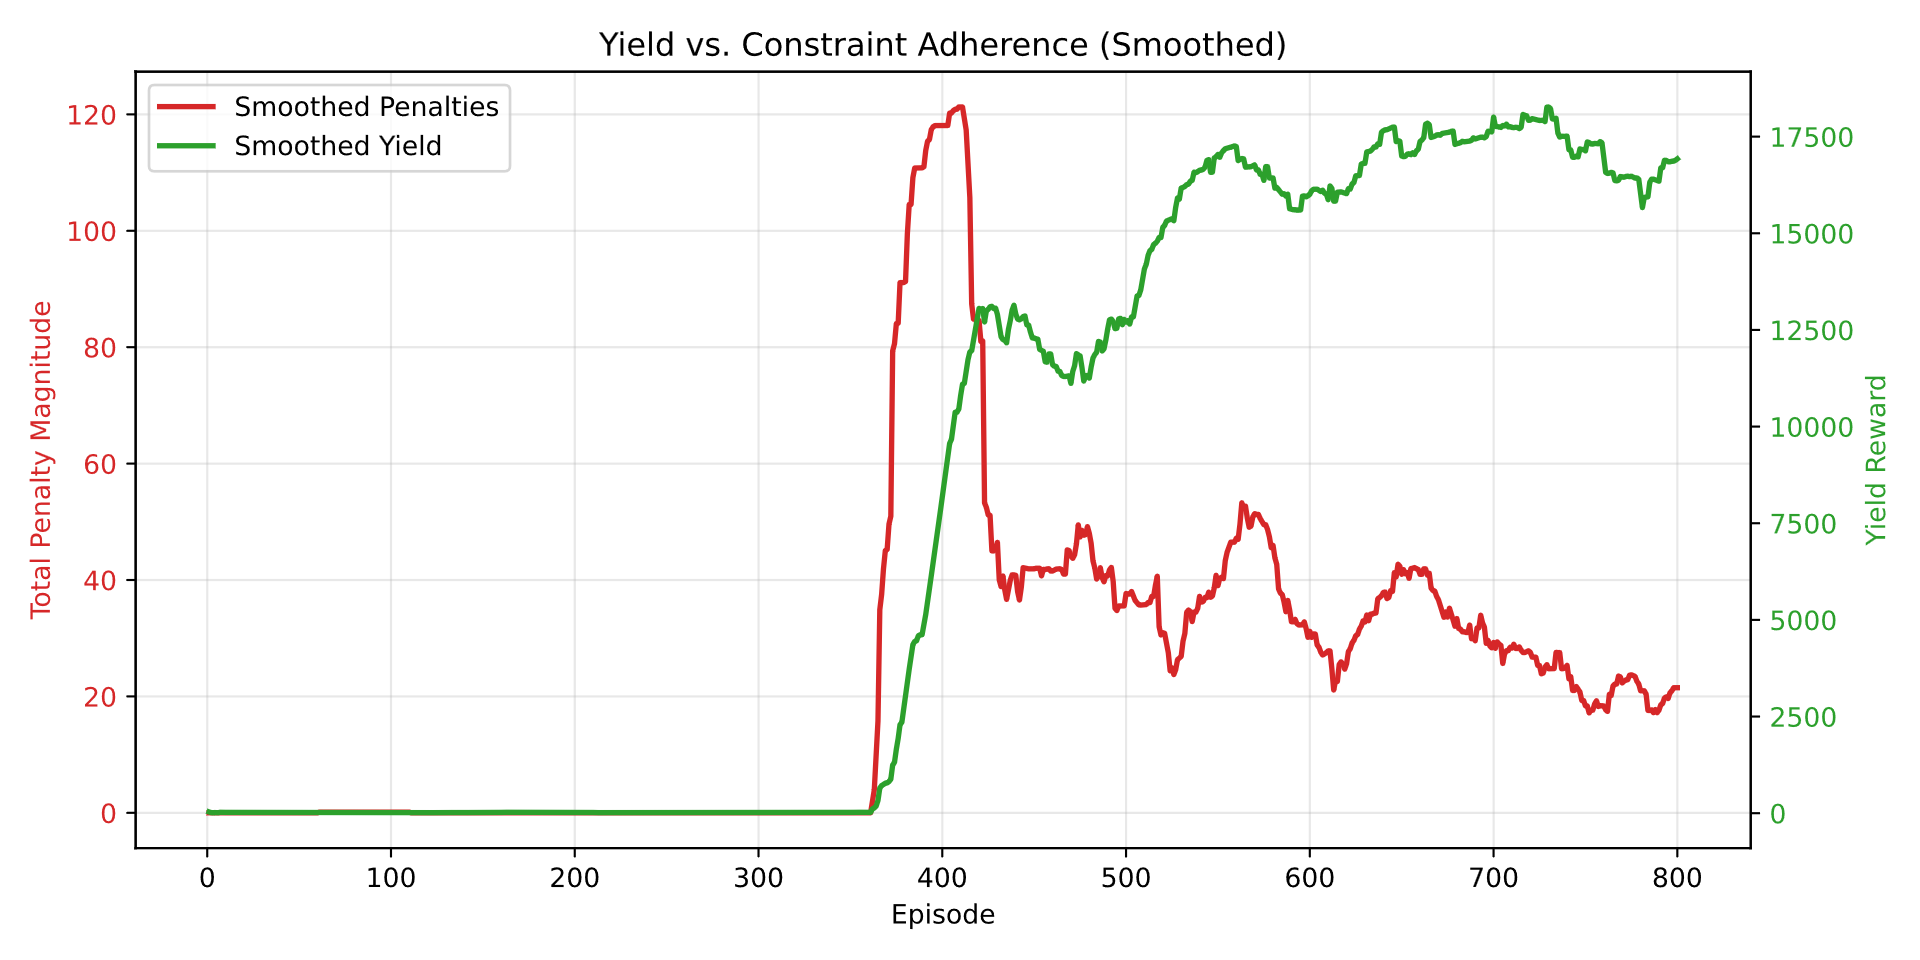 Yield vs. Constraint Adherence (Smoothed)
Smoothed Penalties
Smoothed Yield
Total Penalty Magnitude
120
100
80
60
40
20
0
17500
15000
12500
10000
7500
5000
2500
0
Yield Reward
0 100 200 300 400 500 600 700 800
Episode